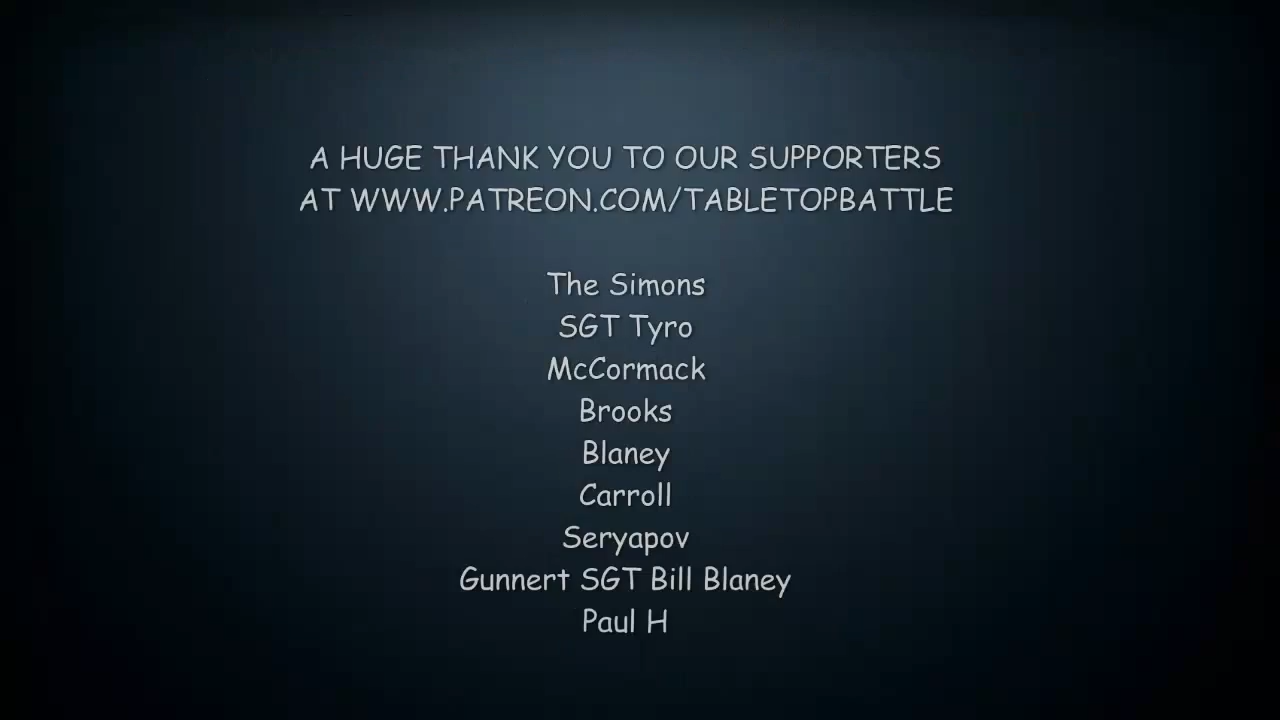 A HUGE THANK YOU TO OUR SUPPORTERS
AT WWW.PATREON.COM/TABLETOPBATTLE
The Simons
SGT Tyro
McCormack
Brooks
Blaney
Carroll
Seryapov
Gunnert SGT Bill Blaney
Paul H